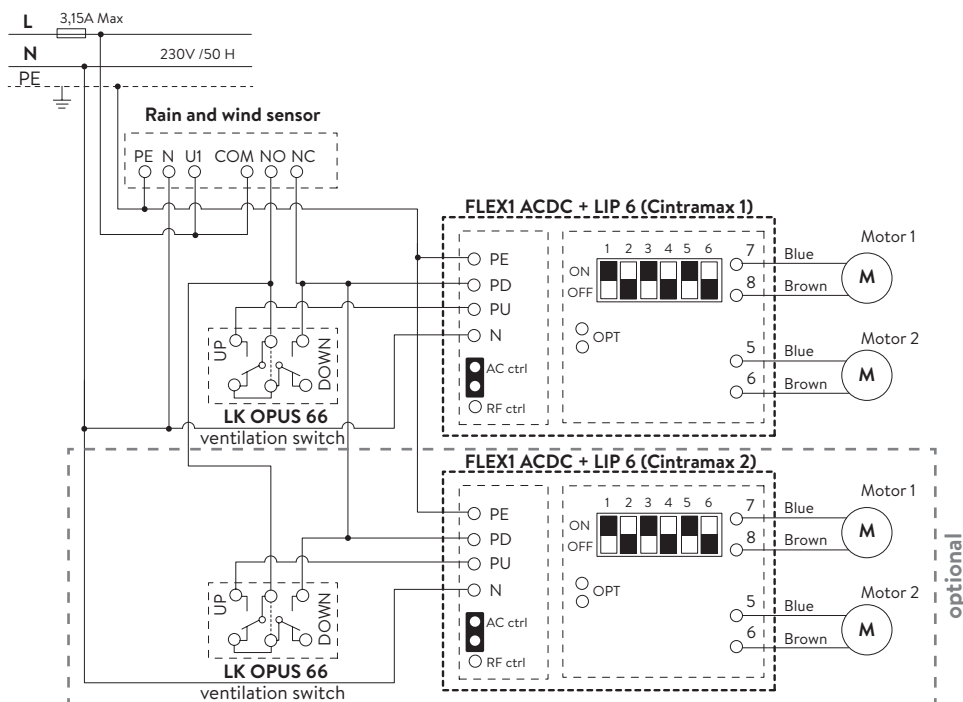 L 3,15A Max
N 230V /50 H
PE
Rain and wind sensor
PE N U1 COM NO NC
FLEX1 ACDC + LIP 6 (Cintramax 1)
PE
PD
PU
N
AC ctrl
RF ctrl
1 2 3 4 5 6
ON
OFF
OPT
7 Blue
8 Brown
Motor 1
M
5 Blue
6 Brown
Motor 2
M
UP
DOWN
LK OPUS 66
ventilation switch
FLEX1 ACDC + LIP 6 (Cintramax 2)
PE
PD
PU
N
AC ctrl
RF ctrl
1 2 3 4 5 6
ON
OFF
OPT
7 Blue
8 Brown
Motor 1
M
5 Blue
6 Brown
Motor 2
M
UP
DOWN
LK OPUS 66
ventilation switch
optional